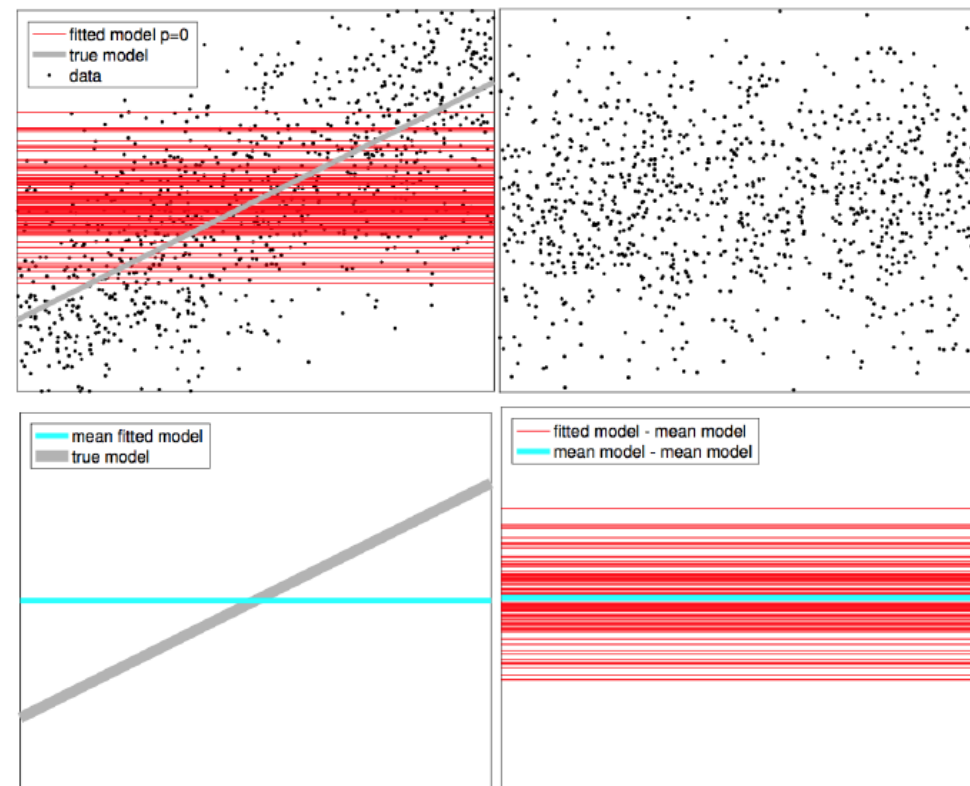 fitted model p=0
true model
data
mean fitted model
true model
fitted model - mean model
mean model - mean model